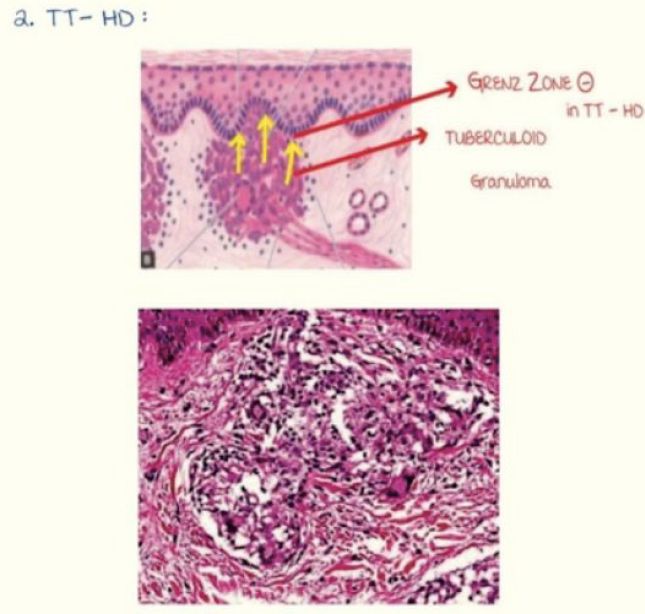 2. TT- HD:
GRENZ ZONE ⊖
in TT - HD
TUBERCULOID
Granuloma
B